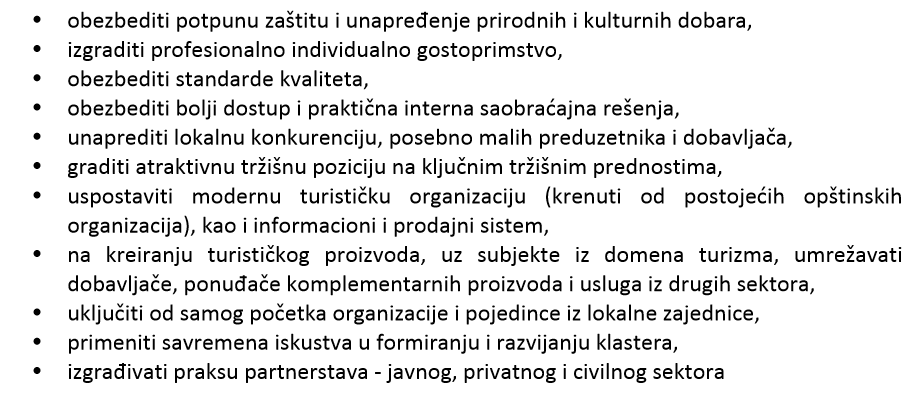 • obezbediti potpunu zaštitu i unapređenje prirodnih i kulturnih dobara,
• izgraditi profesionalno individualno gostoprimstvo,
• obezbediti standarde kvaliteta,
• obezbediti bolji dostup i praktična interna saobraćajna rešenja,
• unaprediti lokalnu konkurenciju, posebno malih preduzetnika i dobavljača,
• graditi atraktivnu tržišnu poziciju na ključnim tržišnim prednostima,
• uspostaviti modernu turističku organizaciju (krenuti od postojećih opštinskih
organizacija), kao i informacioni i prodajni sistem,
• na kreiranju turističkog proizvoda, uz subjekte iz domena turizma, umrežavati
dobavljače, ponuđače komplementarnih proizvoda i usluga iz drugih sektora,
• uključiti od samog početka organizacije i pojedince iz lokalne zajednice,
• primeniti savremena iskustva u formiranju i razvijanju klastera,
• izgrađivati praksu partnerstava - javnog, privatnog i civilnog sektora